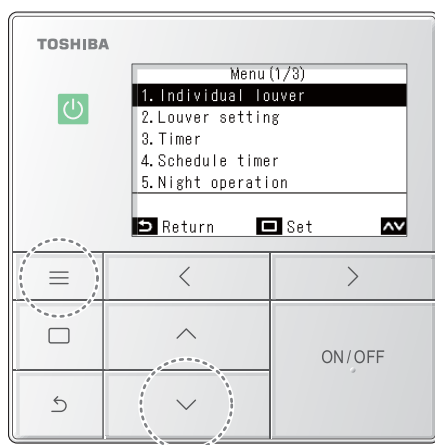 TOSHIBA
Menu(1/3)
1.Individual louver
2.Louver setting
3.Timer
4.Schedule timer
5.Night operation
Return Set
ON/OFF